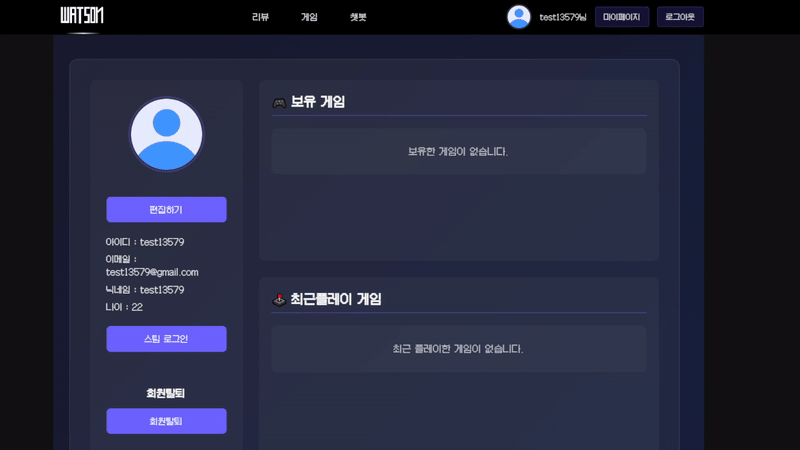 WATSON
리뷰 게임 챗봇
test13579님 마이페이지 로그아웃
편집하기
아이디 : test13579
이메일 :
test13579@gmail.com
닉네임 : test13579
나이 : 22
스팀 로그인
회원탈퇴
회원탈퇴
보유 게임
보유한 게임이 없습니다.
최근플레이 게임
최근 플레이한 게임이 없습니다.